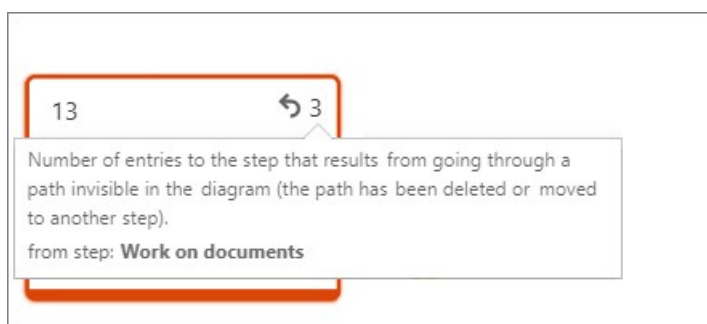 13 3
Number of entries to the step that results from going through a
path invisible in the diagram (the path has been deleted or moved
to another step).
from step: Work on documents